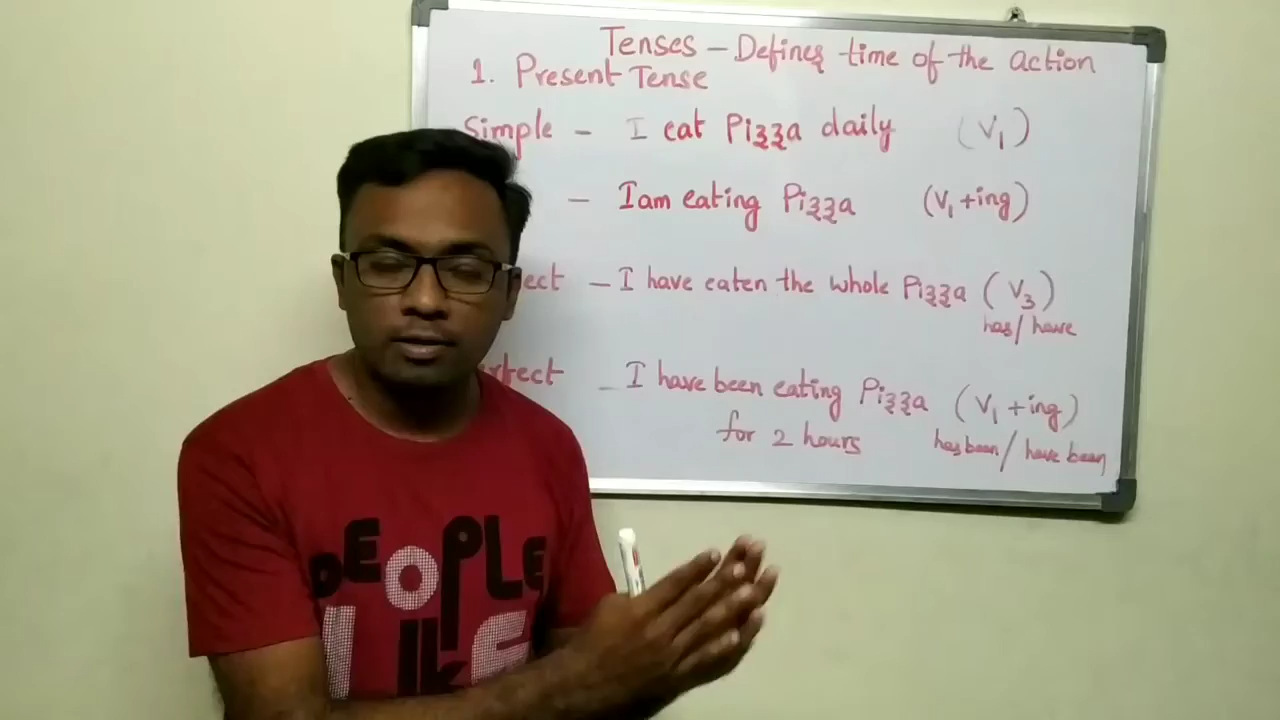 Tenses - Defines time of the action
1. Present Tense
Simple - I eat Pizza daily (V1)
- I am eating Pizza (V1+ing)
ect - I have eaten the whole Pizza (V3)
has/have
rfect - I have been eating Pizza (V1+ing)
for 2 hours has been/have been
PEOPLE
LIKE